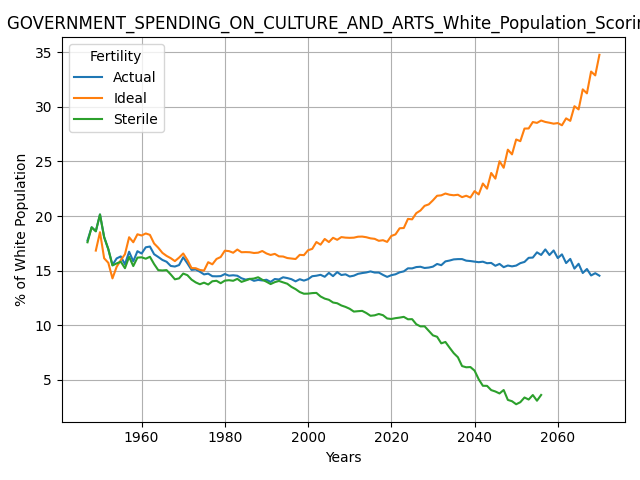 GOVERNMENT_SPENDING_ON_CULTURE_AND_ARTS_White_Population_Scorin
Fertility
Actual
Ideal
Sterile
% of White Population
35
30
25
20
15
10
5
1960 1980 2000 2020 2040 2060
Years